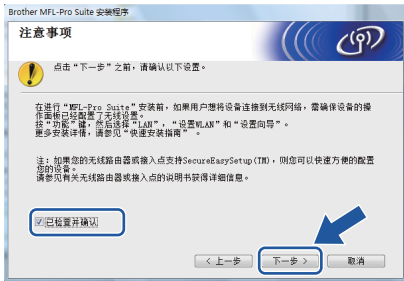 Brother MFL-Pro Suite 安装程序
注意事项
点击“下一步”之前，请确认以下设置。
在进行“MFL-Pro Suite”安装前，如果用户想将设备连接到无线网络，需确保设备的操
作面板已经配置了无线设置。
按“功能”键，然后选择“LAN”，“设置WLAN”和“设置向导”。
更多安装详情，请参见“快速安装指南”。
注：如果您的无线路由器或接入点支持SecureEasySetup(TM)，则您可以快速方便的配置
您的设备。
请参见有关无线路由器或接入点的说明书获得详细信息。
已检查并确认
< 上一步
下一步 >
取消